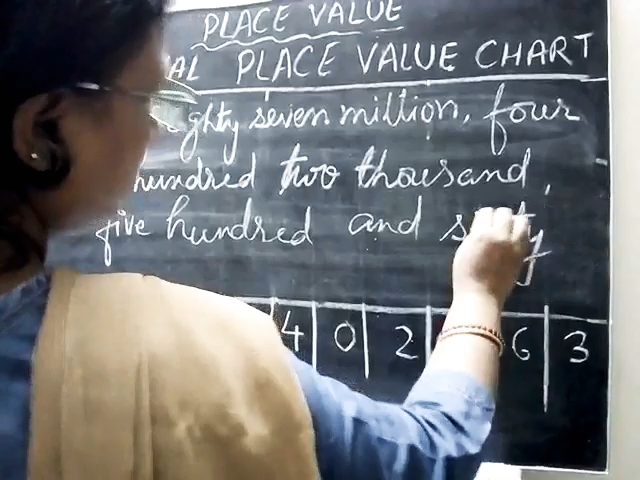 PLACE VALUE
AL PLACE VALUE CHART
ghty seven million, four
hundred two thousand,
five hundred and
4 0 2 6 3